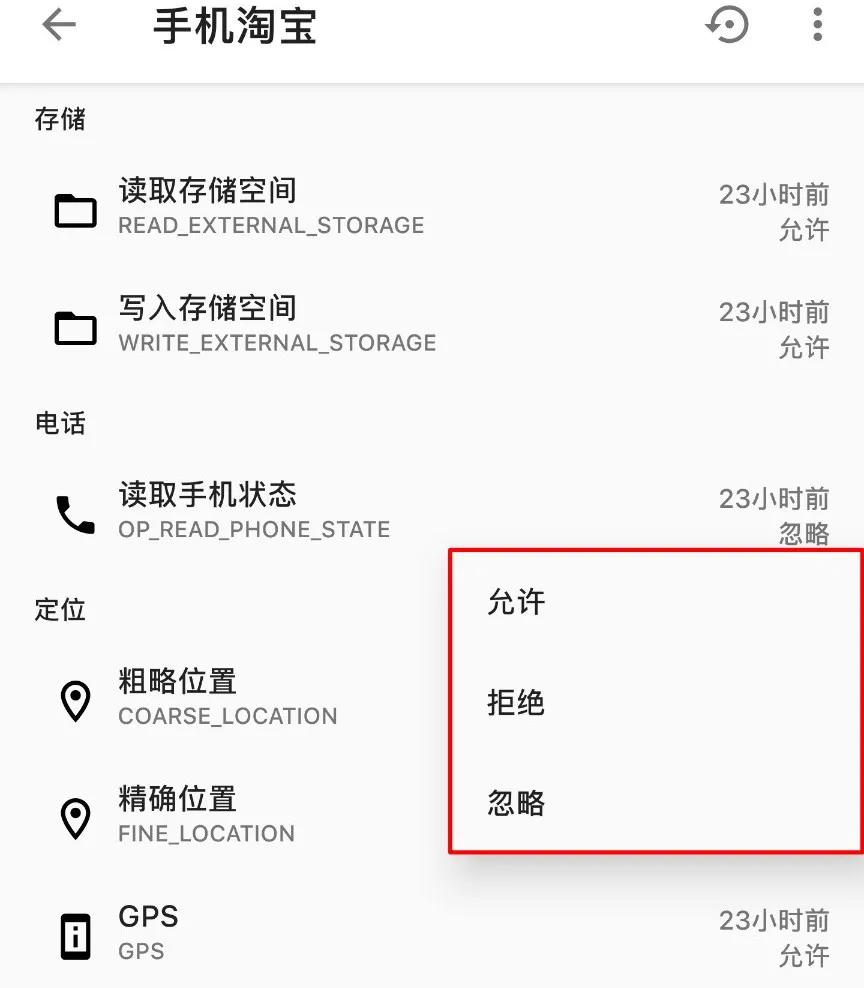 手机淘宝
存储
读取存储空间
READ_EXTERNAL_STORAGE
23小时前
允许
写入存储空间
WRITE_EXTERNAL_STORAGE
23小时前
允许
电话
读取手机状态
OP_READ_PHONE_STATE
23小时前
忽略
允许
拒绝
忽略
定位
粗略位置
COARSE_LOCATION
精确位置
FINE_LOCATION
GPS
GPS
23小时前
允许